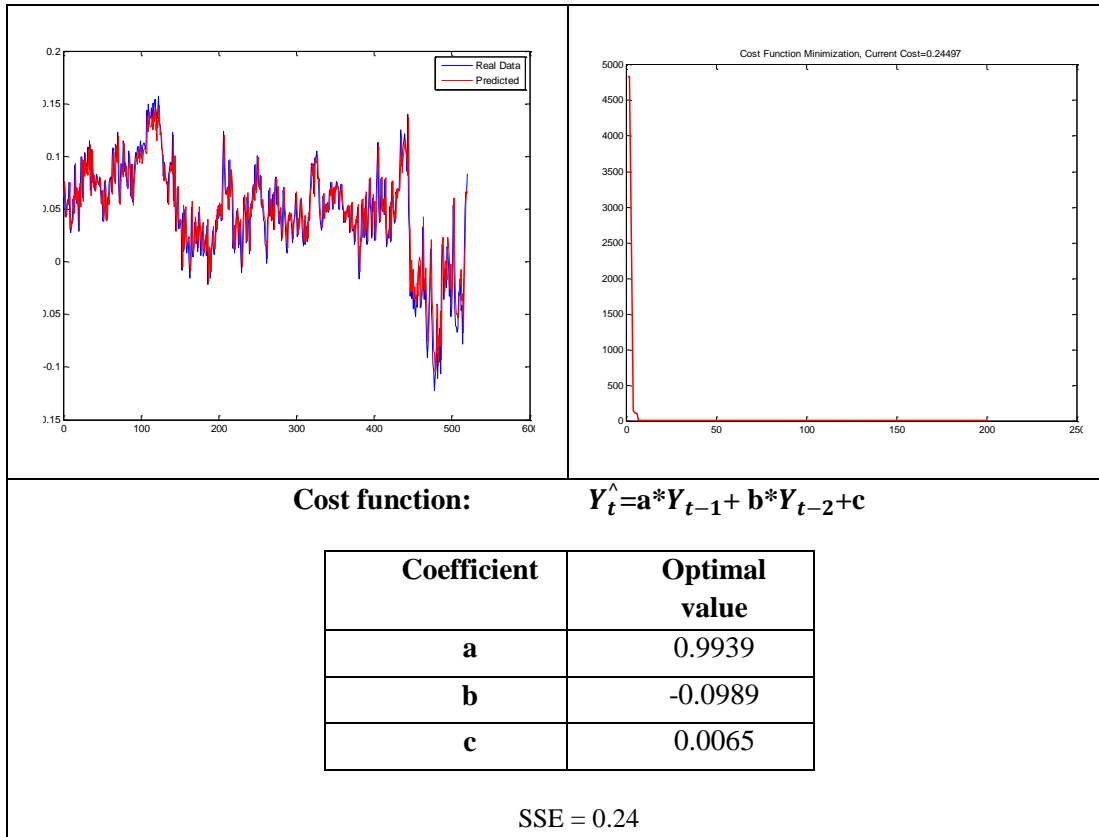 0.2
0.15
0.1
0.05
0
0.05
-0.1
0.15
0 100 200 300 400 500 600
Real Data
Predicted
Cost Function Minimization, Current Cost=0.24497
5000
4500
4000
3500
3000
2500
2000
1500
1000
500
0
0 50 100 150 200 250
Cost function: Y_t^=a*Y_{t-1}+ b*Y_{t-2}+c
Coefficient Optimal
value
a 0.9939
b -0.0989
c 0.0065
SSE = 0.24